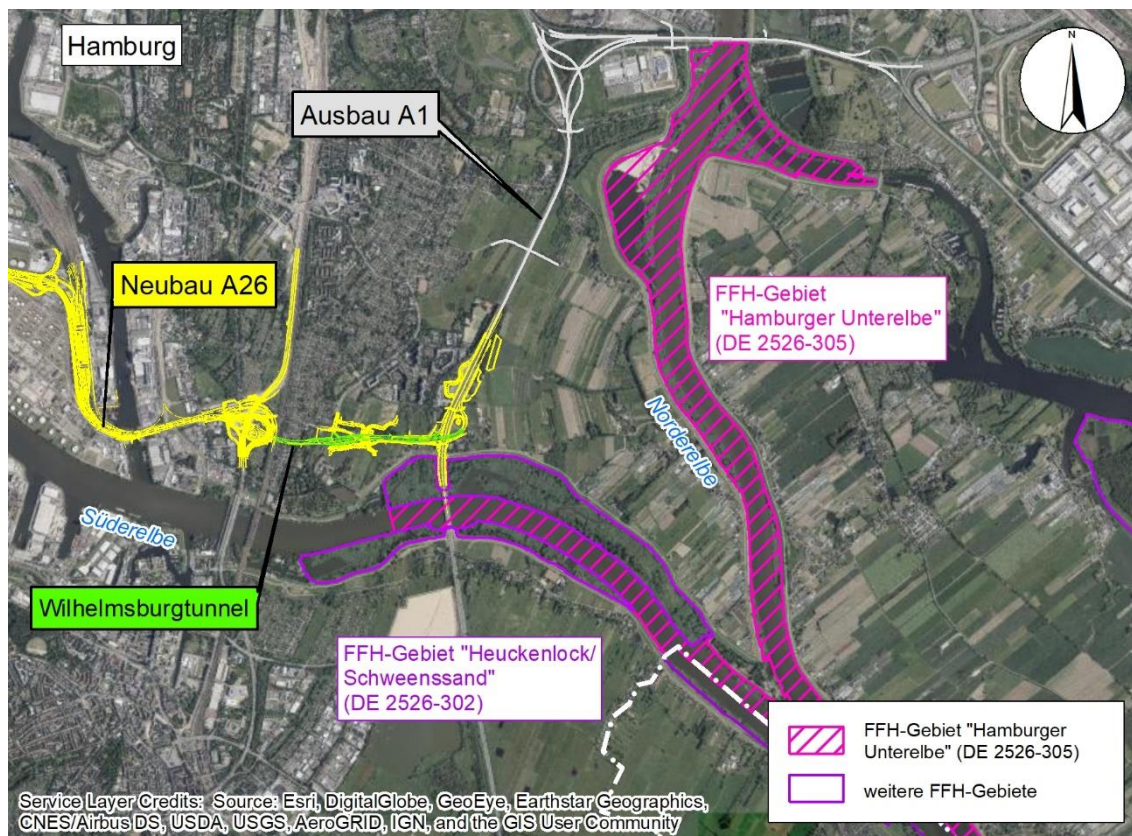 Hamburg
N
Ausbau A1
Neubau A26
FFH-Gebiet
"Hamburger Unterelbe"
(DE 2526-305)
Norderelbe
Süderelbe
Wilhelmsburgtunnel
FFH-Gebiet "Heuckenlock/
Schweenssand"
(DE 2526-302)
FFH-Gebiet "Hamburger
Unterelbe" (DE 2526-305)
weitere FFH-Gebiete
Service Layer Credits: Source: Esri, DigitalGlobe, GeoEye, Earthstar Geographics,
CNES/Airbus DS, USDA, USGS, AeroGRID, IGN, and the GIS User Community